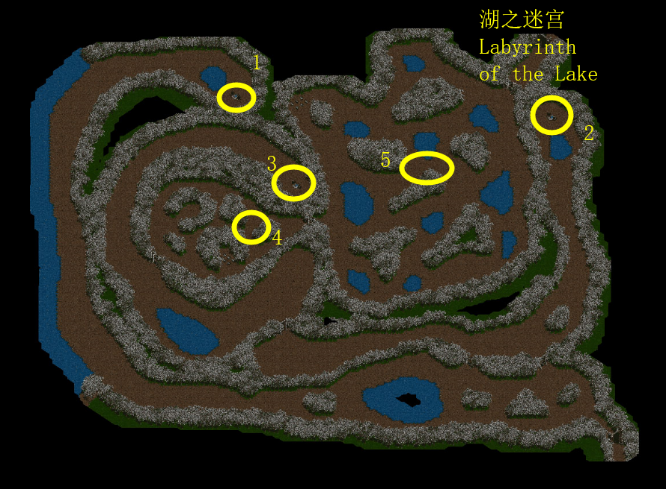 湖之迷宫
Labyrinth
of the Lake
1
2
3
5
4